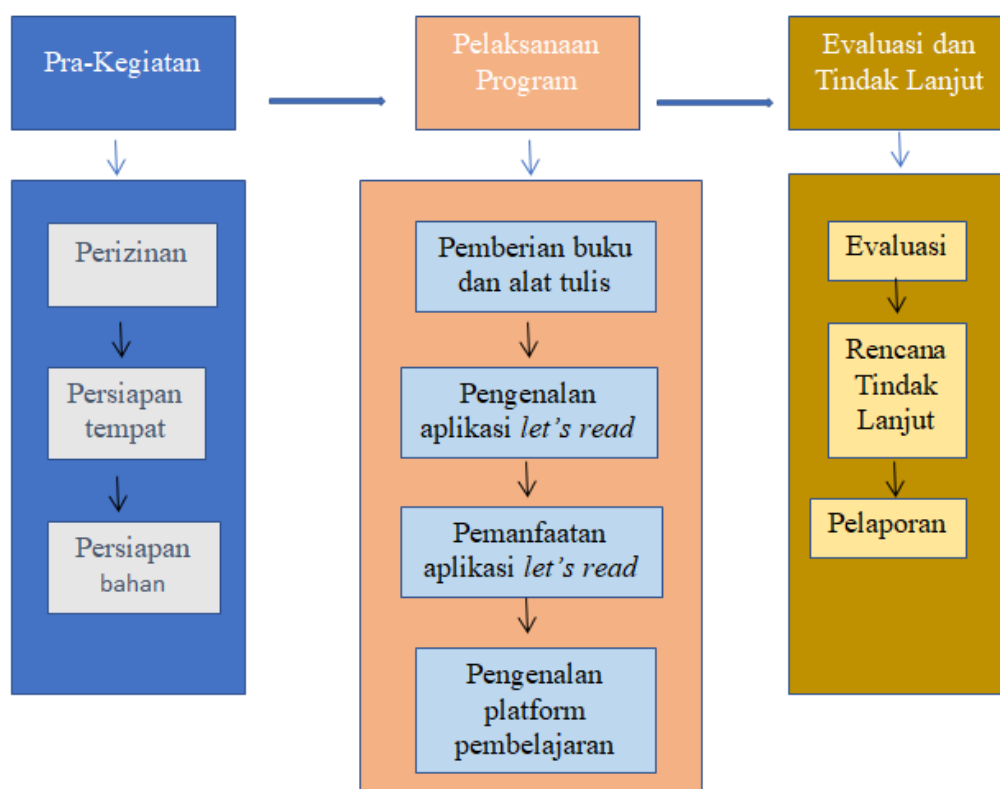 Pra-Kegiatan
Pelaksanaan
Program
Evaluasi dan
Tindak Lanjut
Perizinan
Persiapan
tempat
Persiapan
bahan
Pemberian buku
dan alat tulis
Pengenalan
aplikasi let’s read
Pemanfaatan
aplikasi let’s read
Pengenalan
platform
pembelajaran
Evaluasi
Rencana
Tindak
Lanjut
Pelaporan